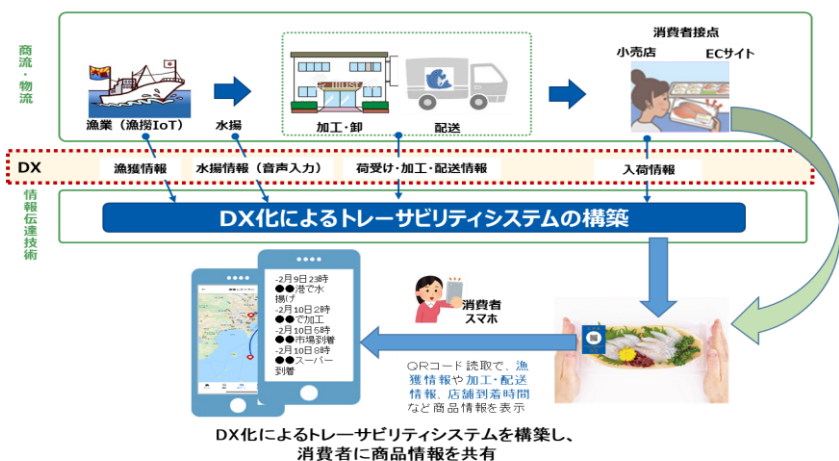 商流・物流
消費者接点
小売店
ECサイト
漁業（漁撈IoT）
水揚
加工・卸
配送
DX
漁獲情報
水揚情報（音声入力）
荷受け・加工・配送情報
入荷情報
情報伝達技術
DX化によるトレーサビリティシステムの構築
-2月9日23時
●●港で水
揚げ
-2月10日2時
●●で加工
-2月10日5時
●●市場到着
-2月10日8時
●●スーパー
到着
消費者
スマホ
QRコード読取で、漁
獲情報や加工・配送
情報、店舗到着時間
など商品情報を表示
DX化によるトレーサビリティシステムを構築し、
消費者に商品情報を共有